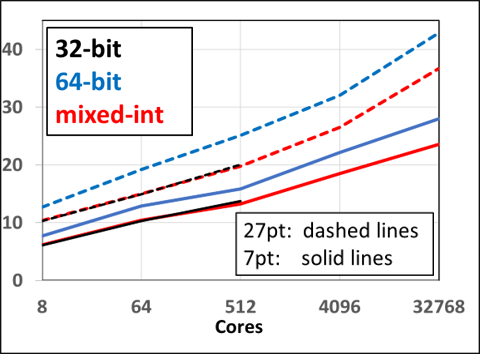 40
30
20
10
0
32-bit
64-bit
mixed-int
27pt: dashed lines
7pt: solid lines
8 64 512 4096 32768
Cores